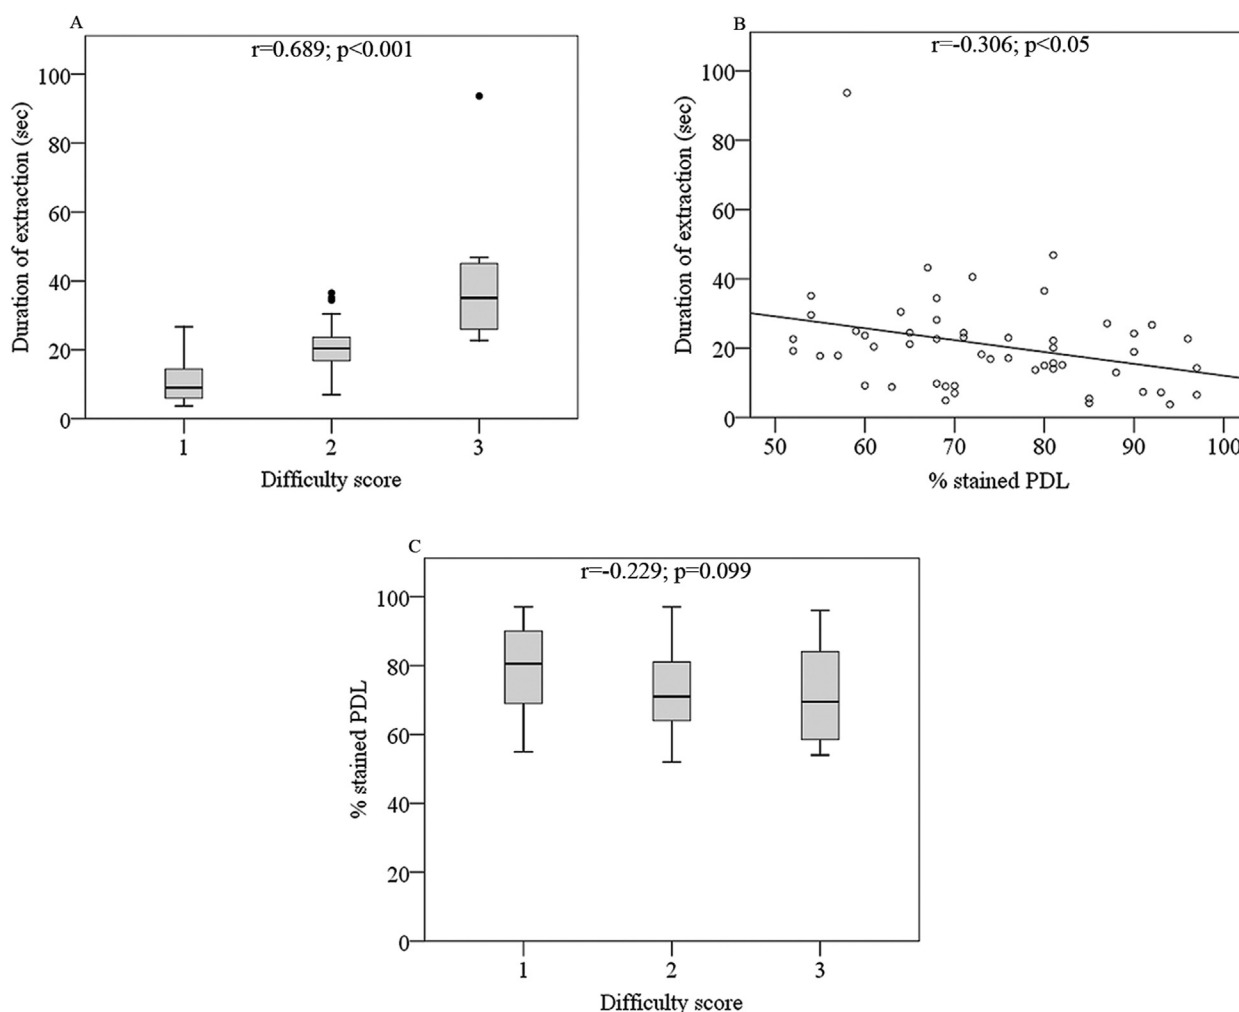 A
r=0.689; p<0.001
Duration of extraction (sec)
100
80
60
40
20
0
1 2 3
Difficulty score
B
r=-0.306; p<0.05
Duration of extraction (sec)
100
80
60
40
20
0
50 60 70 80 90 100
% stained PDL
C
r=-0.229; p=0.099
% stained PDL
100
80
60
40
20
0
1 2 3
Difficulty score